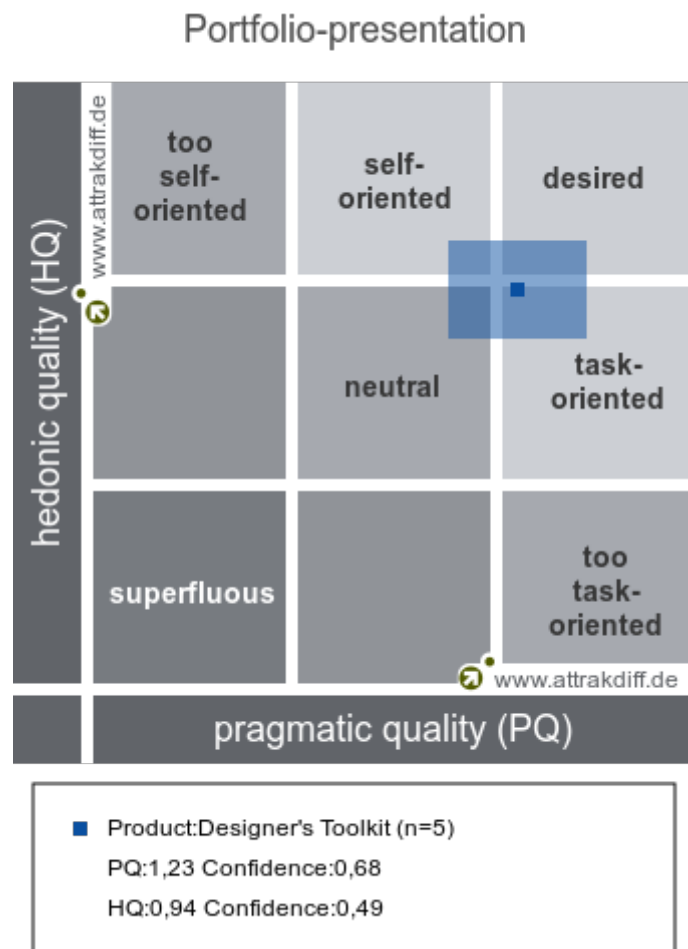 Portfolio-presentation
www.attrakdiff.de
hedonic quality (HQ)
too
self-
oriented
self-
oriented
desired
neutral
task-
oriented
superfluous
too
task-
oriented
www.attrakdiff.de
pragmatic quality (PQ)
Product:Designer's Toolkit (n=5)
PQ:1,23 Confidence:0,68
HQ:0,94 Confidence:0,49